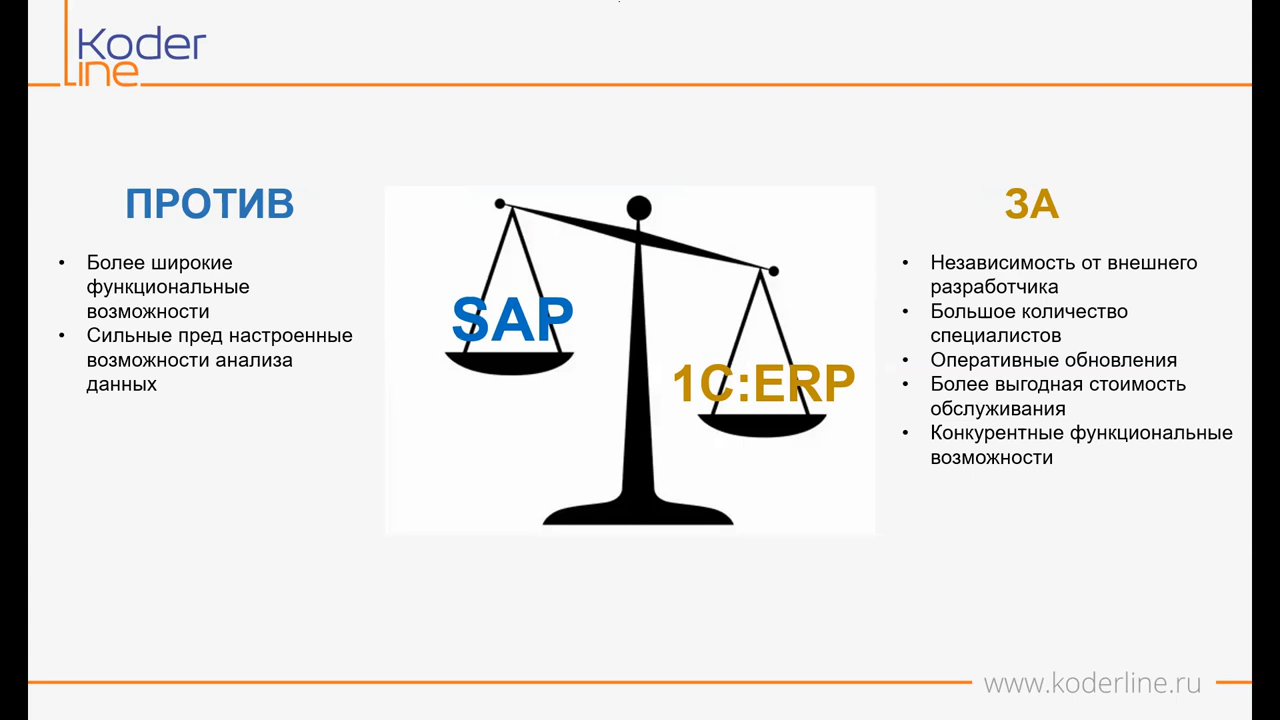 Koder
line
ПРОТИВ
• Более широкие
функциональные
возможности
• Сильные пред настроенные
возможности анализа
данных
SAP
1C:ERP
ЗА
• Независимость от внешнего
разработчика
• Большое количество
специалистов
• Оперативные обновления
• Более выгодная стоимость
обслуживания
• Конкурентные функциональные
возможности
www.koderline.ru